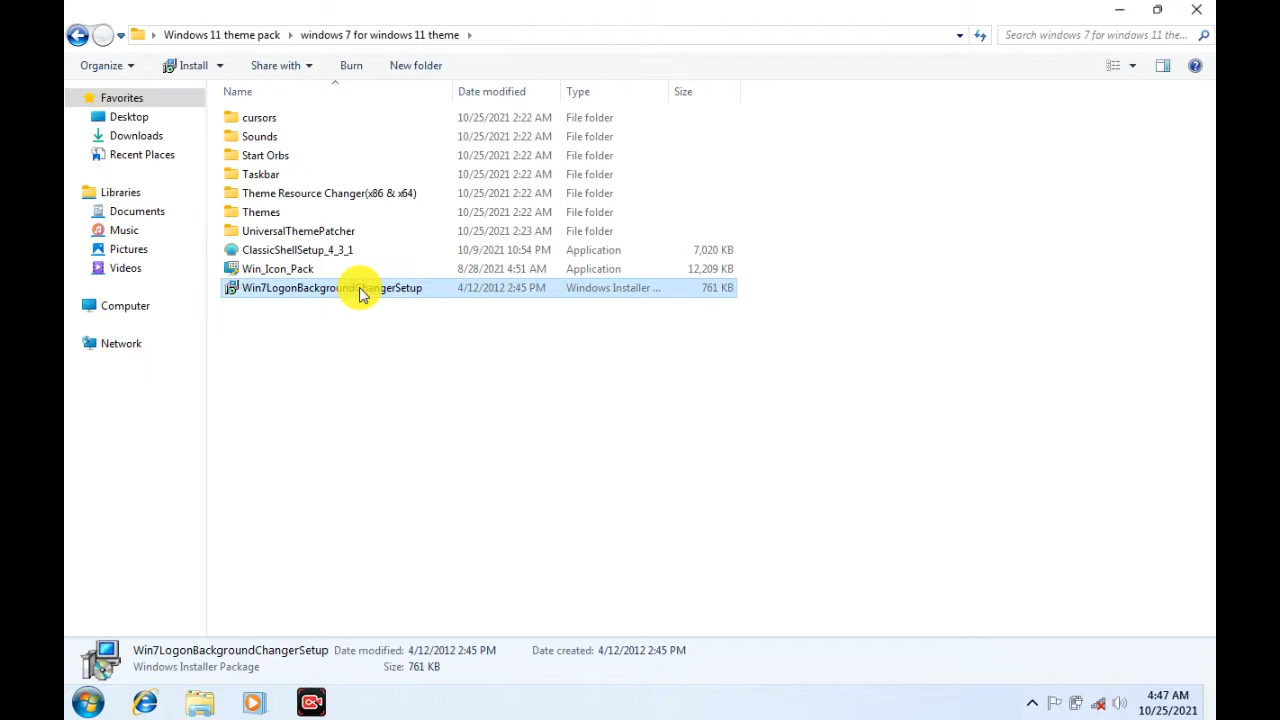 Windows 11 theme pack windows 7 for windows 11 theme Search windows 7 for windows 11 the...
Organize Install Share with Burn New folder
Name Date modified Type Size
Favorites
Desktop
Downloads
Recent Places
Libraries
Documents
Music
Pictures
Videos
Computer
Network
cursors 10/25/2021 2:22 AM File folder
Sounds 10/25/2021 2:22 AM File folder
Start Orbs 10/25/2021 2:22 AM File folder
Taskbar 10/25/2021 2:22 AM File folder
Theme Resource Changer(x86 & x64) 10/25/2021 2:22 AM File folder
Themes 10/25/2021 2:22 AM File folder
UniversalThemePatcher 10/25/2021 2:23 AM File folder
ClassicShellSetup_4_3_1 10/9/2021 10:54 PM Application 7,020 KB
Win_Icon_Pack 8/28/2021 4:51 AM Application 12,209 KB
Win7LogonBackgroundChangerSetup 4/12/2012 2:45 PM Windows Installer ... 761 KB
Win7LogonBackgroundChangerSetup Date modified: 4/12/2012 2:45 PM Date created: 4/12/2012 2:45 PM
Windows Installer Package Size: 761 KB
4:47 AM
10/25/2021